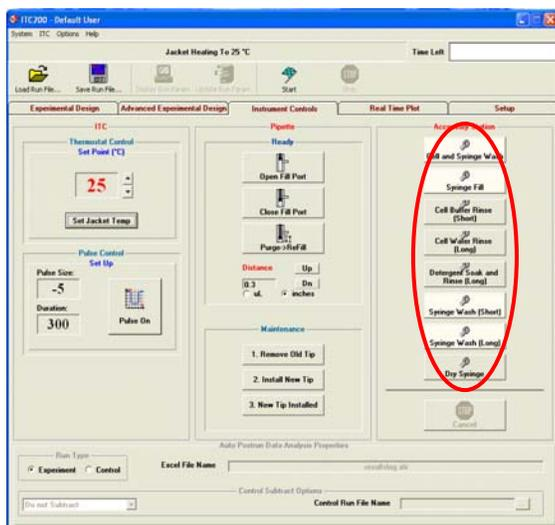 ITC200 - Default User
System ITC Options Help
Jacket Heating To 25 °C
Time Left
Load Run File...
Save Run File...
Display Run Param.
Update Run Param.
Start
Stop
Experimental Design
Advanced Experimental Design
Instrument Controls
Real Time Plot
Setup
ITC
Thermostat Control
Set Point (°C)
25
Set Jacket Temp
Pulse Control
Set Up
Pulse Size:
-5
Duration:
300
Pulse On
Pipette
Ready
Open Fill Port
Close Fill Port
Purge->ReFill
Distance
Up
0.3
Dn
ul.
inches
Maintenance
1. Remove Old Tip
2. Install New Tip
3. New Tip Installed
Accessory Station
Cell and Syringe Wash
Syringe Fill
Cell Buffer Rinse
(Short)
Cell Water Rinse
(Long)
Detergent Soak and
Rinse (Long)
Syringe Wash (Short)
Syringe Wash (Long)
Dry Syringe
STOP
Cancel
Auto Postrun Data Analysis Properties
Run Type
Experiment
Control
Excel File Name
Control Subtract Options
Do not Subtract
Control Run File Name
...